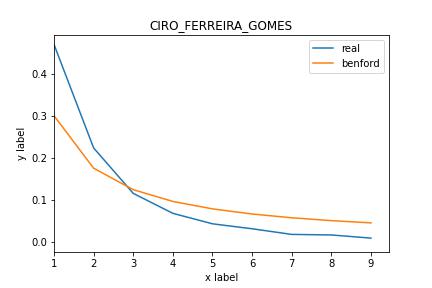 CIRO_FERREIRA_GOMES
real
benford
y label
0.4
0.3
0.2
0.1
0.0
1 2 3 4 5 6 7 8 9
x label